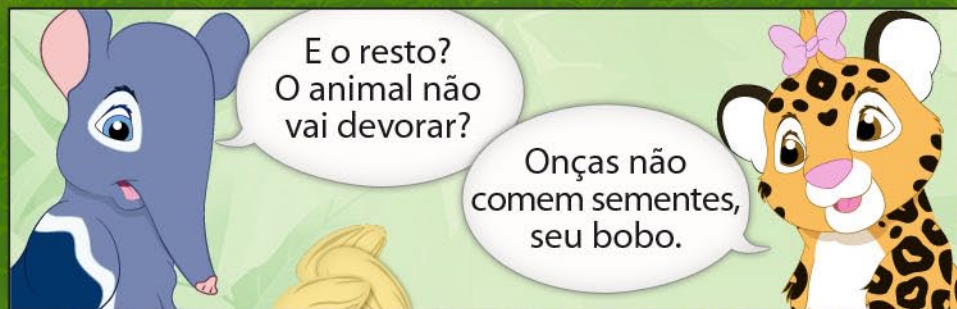 E o resto?
O animal não
vai devorar?
Onças não
comem sementes,
seu bobo.